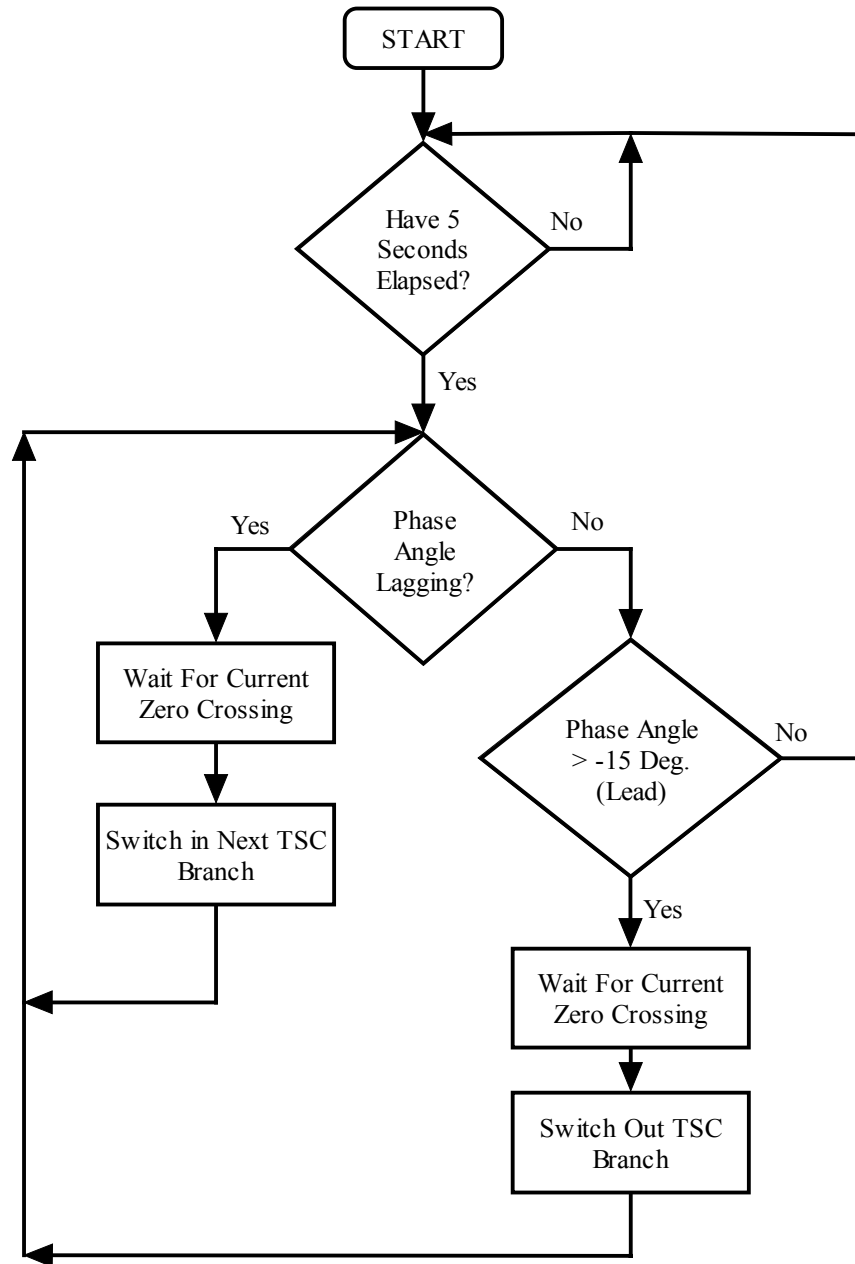 START
Have 5
Seconds
Elapsed?
No
Yes
Phase
Angle
Lagging?
Yes
No
Wait For Current
Zero Crossing
Switch in Next TSC
Branch
Phase Angle
> -15 Deg.
(Lead)
No
Yes
Wait For Current
Zero Crossing
Switch Out TSC
Branch